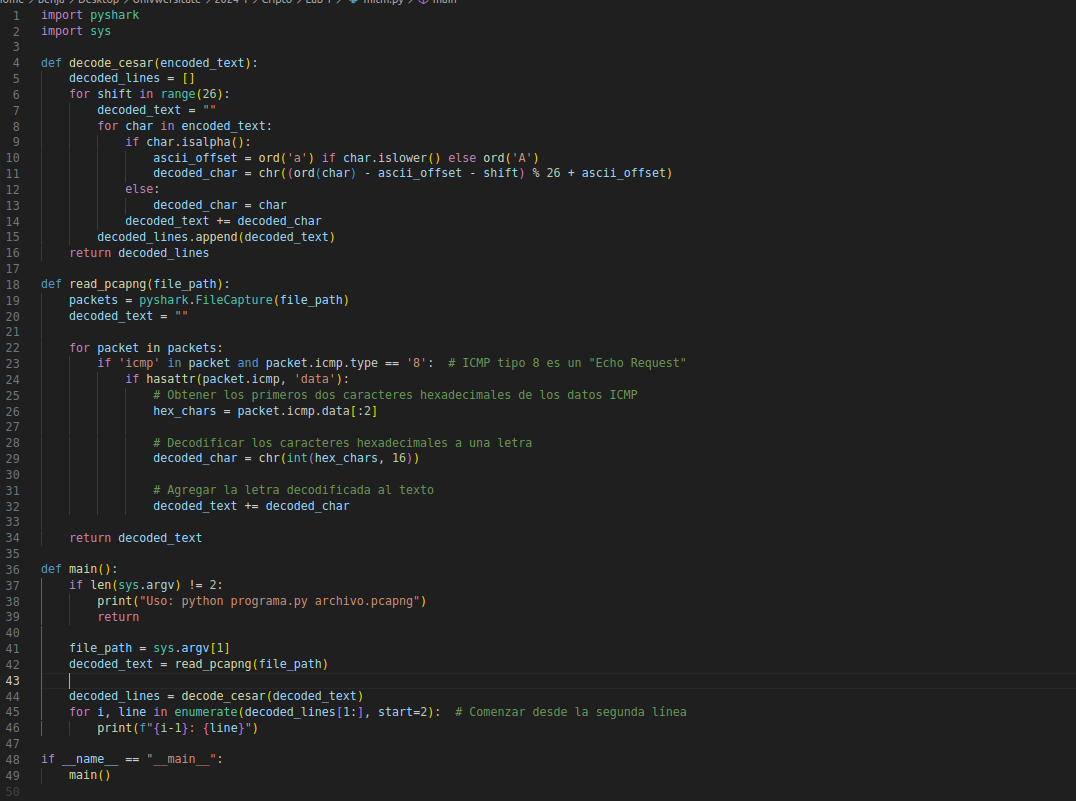 Desktop > Univwersitate > 2024-1 > Cripto > Lab 1 > mitm.py > main
1 import pyshark
2 import sys
3
4 def decode_cesar(encoded_text):
5     decoded_lines = []
6     for shift in range(26):
7         decoded_text = ""
8         for char in encoded_text:
9             if char.isalpha():
10                 ascii_offset = ord('a') if char.islower() else ord('A')
11                 decoded_char = chr((ord(char) - ascii_offset - shift) % 26 + ascii_offset)
12             else:
13                 decoded_char = char
14             decoded_text += decoded_char
15         decoded_lines.append(decoded_text)
16     return decoded_lines
17
18 def read_pcapng(file_path):
19     packets = pyshark.FileCapture(file_path)
20     decoded_text = ""
21
22     for packet in packets:
23         if 'icmp' in packet and packet.icmp.type == '8':  # ICMP tipo 8 es un "Echo Request"
24             if hasattr(packet.icmp, 'data'):
25                 # Obtener los primeros dos caracteres hexadecimales de los datos ICMP
26                 hex_chars = packet.icmp.data[:2]
27
28                 # Decodificar los caracteres hexadecimales a una letra
29                 decoded_char = chr(int(hex_chars, 16))
30
31                 # Agregar la letra decodificada al texto
32                 decoded_text += decoded_char
33
34     return decoded_text
35
36 def main():
37     if len(sys.argv) != 2:
38         print("Uso: python programa.py archivo.pcapng")
39         return
40
41     file_path = sys.argv[1]
42     decoded_text = read_pcapng(file_path)
43
44     decoded_lines = decode_cesar(decoded_text)
45     for i, line in enumerate(decoded_lines[1:], start=2):  # Comenzar desde la segunda línea
46         print(f"{i-1}: {line}")
47
48 if __name__ == "__main__":
49     main()
50